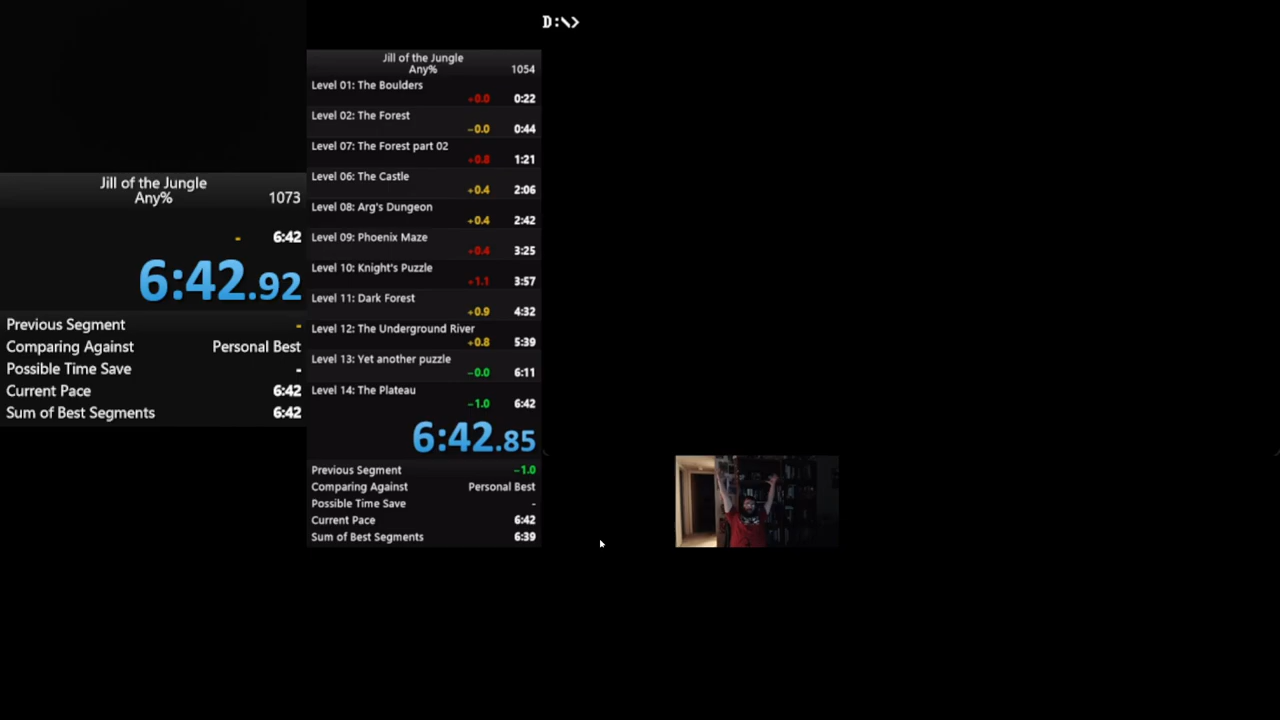 D:\>
Jill of the Jungle
Any% 1073
- 6:42
6:42.92
Previous Segment -
Comparing Against Personal Best
Possible Time Save -
Current Pace 6:42
Sum of Best Segments 6:42
Jill of the Jungle
Any% 1054
Level 01: The Boulders
+0.0 0:22
Level 02: The Forest
−0.0 0:44
Level 07: The Forest part 02
+0.8 1:21
Level 06: The Castle
+0.4 2:06
Level 08: Arg's Dungeon
+0.4 2:42
Level 09: Phoenix Maze
+0.4 3:25
Level 10: Knight's Puzzle
+1.1 3:57
Level 11: Dark Forest
+0.9 4:32
Level 12: The Underground River
+0.8 5:39
Level 13: Yet another puzzle
−0.0 6:11
Level 14: The Plateau
−1.0 6:42
6:42.85
Previous Segment −1.0
Comparing Against Personal Best
Possible Time Save -
Current Pace 6:42
Sum of Best Segments 6:39